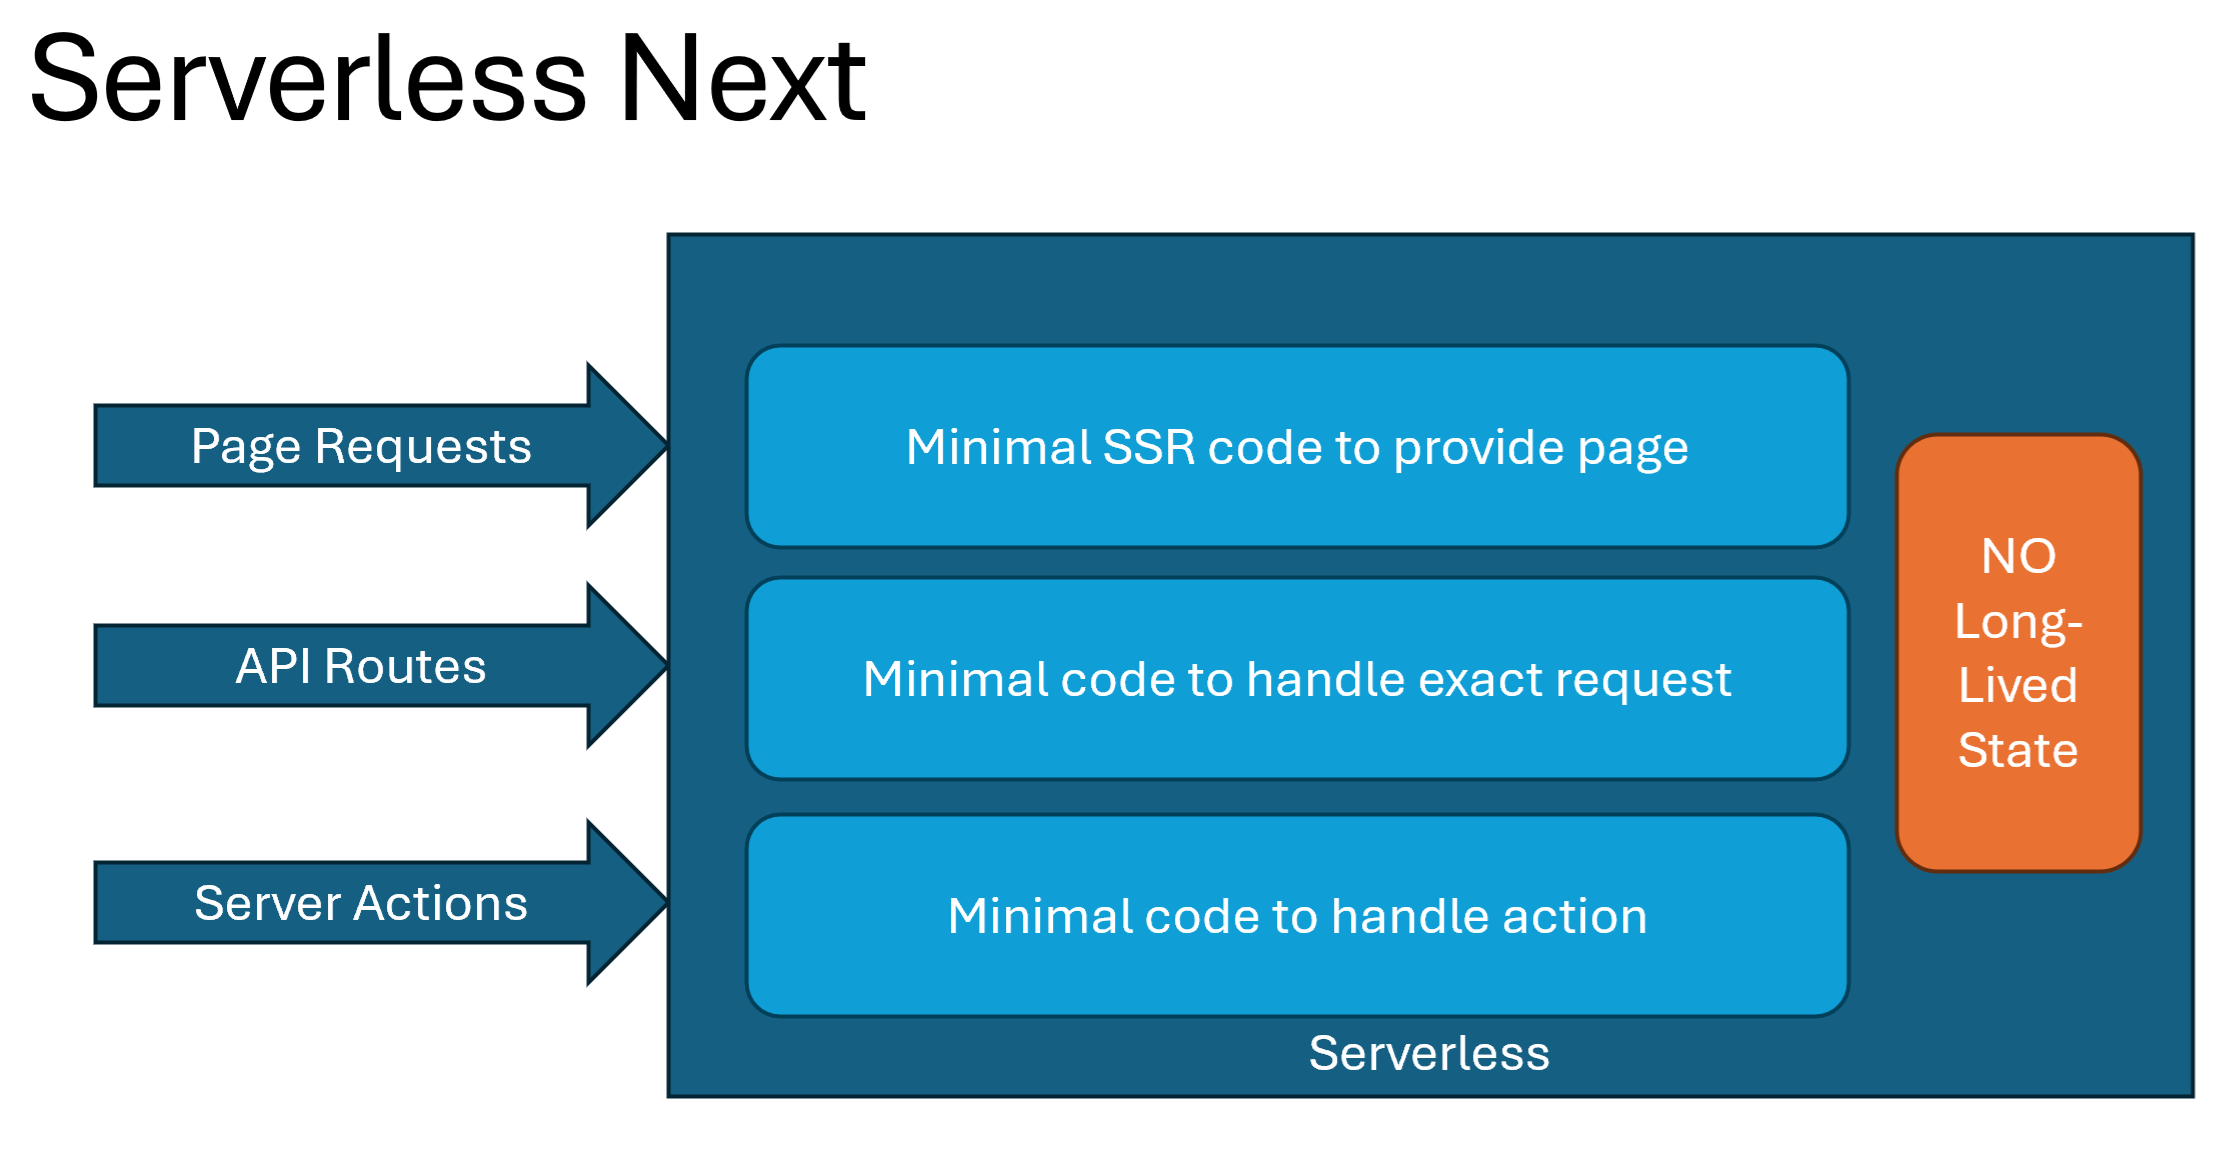 Serverless Next
Page Requests
Minimal SSR code to provide page
API Routes
Minimal code to handle exact request
Server Actions
Minimal code to handle action
NO
Long-
Lived
State
Serverless